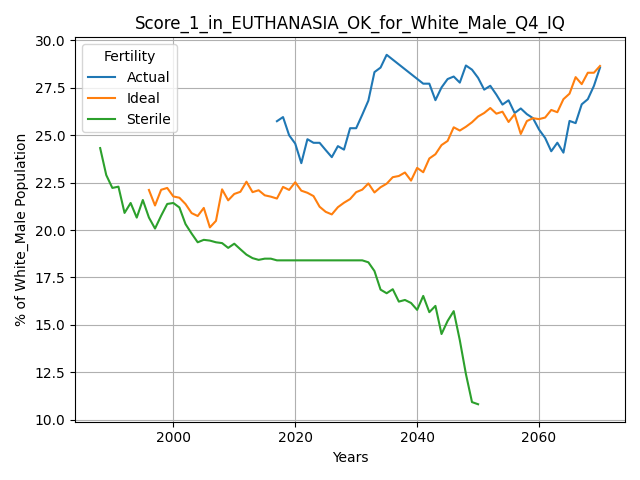 Score_1_in_EUTHANASIA_OK_for_White_Male_Q4_IQ
Fertility
Actual
Ideal
Sterile
% of White_Male Population
30.0
27.5
25.0
22.5
20.0
17.5
15.0
12.5
10.0
2000
2020
2040
2060
Years